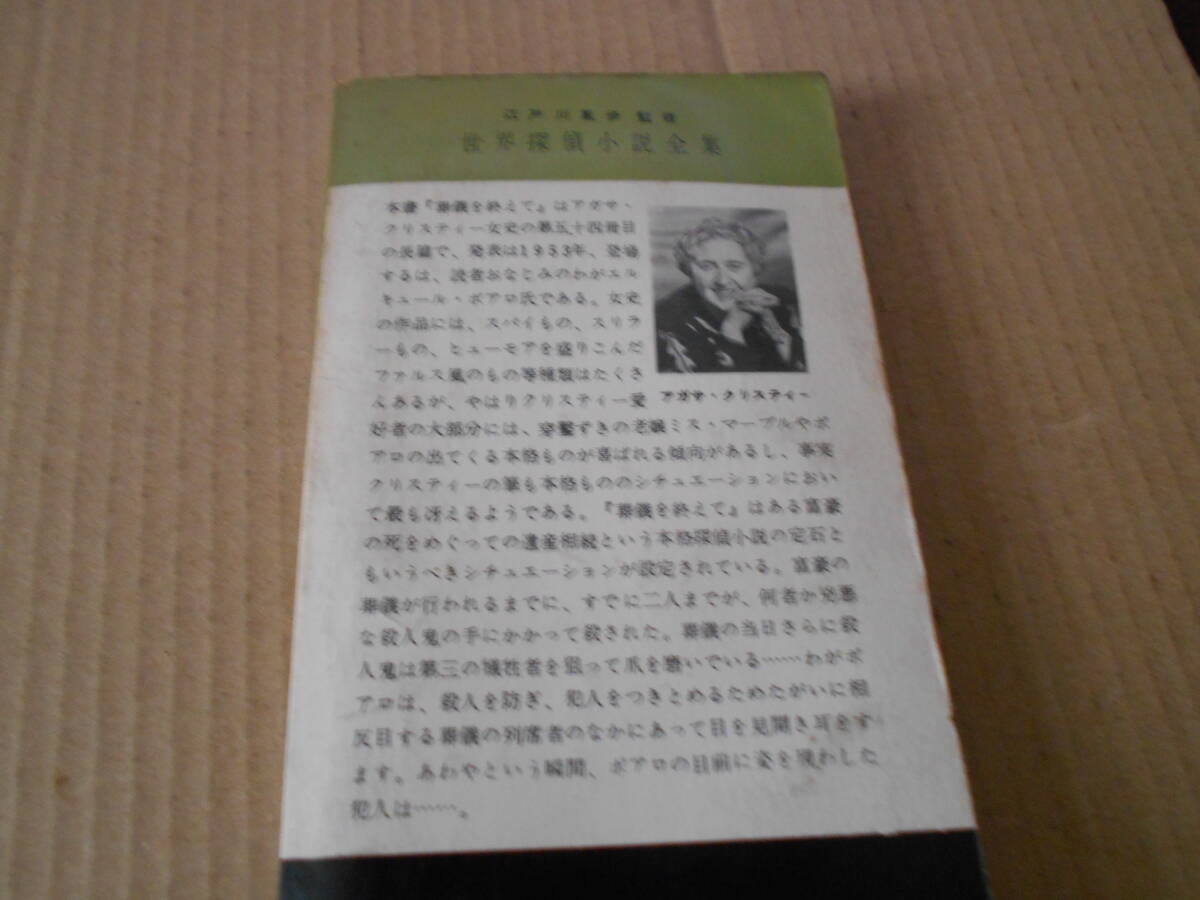 江戸川乱歩 監修
世界探偵小説全集
本書『葬儀を終えて』はアガサ・
クリスティー女史の第五十四冊目
の長篇で、発表は1953年、登場
するは、読者おなじみのわがエル
キュール・ポアロ氏である。女史
の作品には、スパイもの、スリラ
ーもの、ヒューモアを盛りこんだ
ファルス風のもの等種類はたくさ
んあるが、やはりクリスティー愛
アガサ・クリスティー
好者の大部分には、穿鑿ずきの老嬢ミス・マープルやポ
アロの出てくる本格ものが喜ばれる傾向があるし、事実
クリスティーの筆も本格もののシチュエーションにおい
て最も冴えるようである。『葬儀を終えて』はある富豪
の死をめぐっての遺産相続という本格探偵小説の定石と
もいうべきシチュエーションが設定されている。富豪の
葬儀が行われるまでに、すでに二人までが、何者か兇悪
な殺人鬼の手にかかって殺された。葬儀の当日さらに殺
人鬼は第三の犠牲者を狙って爪を磨いでいる……わがポ
アロは、殺人を防ぎ、犯人をつきとめるためたがいに相
反目する葬儀の列席者のなかにあって目を見開き耳をす
ます。あわやという瞬間、ポアロの目前に姿を現わした
犯人は……。